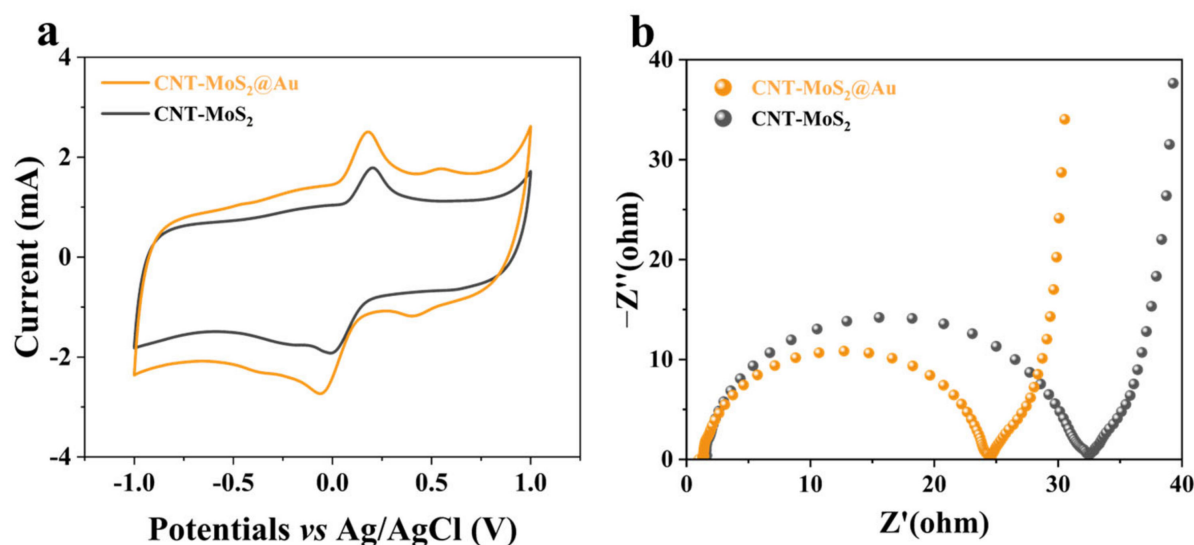 a
CNT-MoS₂@Au
CNT-MoS₂
Current (mA)
4
2
0
-2
-4
-1.0
-0.5
0.0
0.5
1.0
Potentials vs Ag/AgCl (V)
b
CNT-MoS₂@Au
CNT-MoS₂
−Z''(ohm)
40
30
20
10
0
0
10
20
30
40
Z'(ohm)